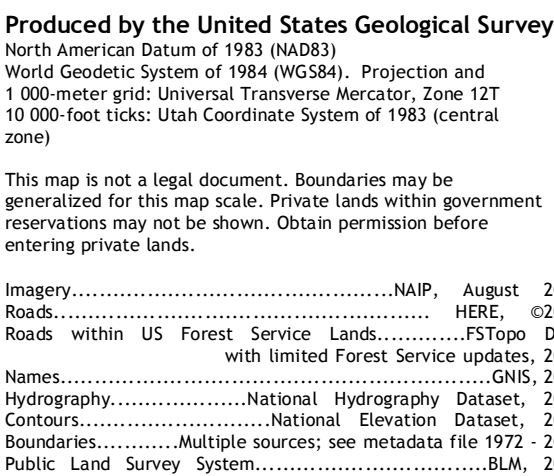 Produced by the United States Geological Survey
North American Datum of 1983 (NAD83)
World Geodetic System of 1984 (WGS84). Projection and
1 000-meter grid: Universal Transverse Mercator, Zone 12T
10 000-foot ticks: Utah Coordinate System of 1983 (central
zone)
This map is not a legal document. Boundaries may be
generalized for this map scale. Private lands within government
reservations may not be shown. Obtain permission before
entering private lands.
Imagery..........................................NAIP, August
Roads................................................. HERE,
Roads within US Forest Service Lands.............FSTopo
with limited Forest Service updates,
Names........................................................GNIS,
Hydrography..................National Hydrography Dataset,
Contours.........................National Elevation Dataset,
Boundaries............Multiple sources; see metadata file 1972 -
Public Land Survey System..............................BLM,